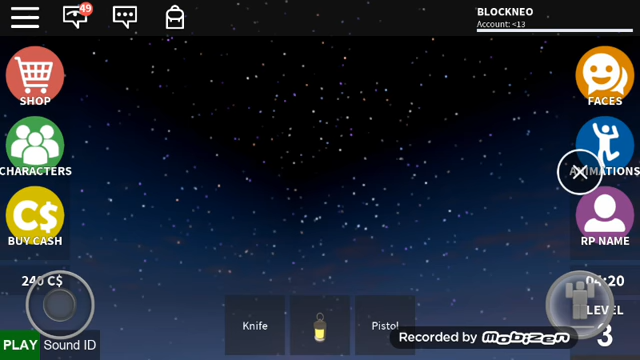 49
BLOCKNEO
Account: <13
SHOP
FACES
CHARACTERS
ANIMATIONS
C$
BUY CASH
RP NAME
240 C$
04:20
LEVEL
3
Knife
Pistol
PLAY
Sound ID
Recorded by MOBIZEN